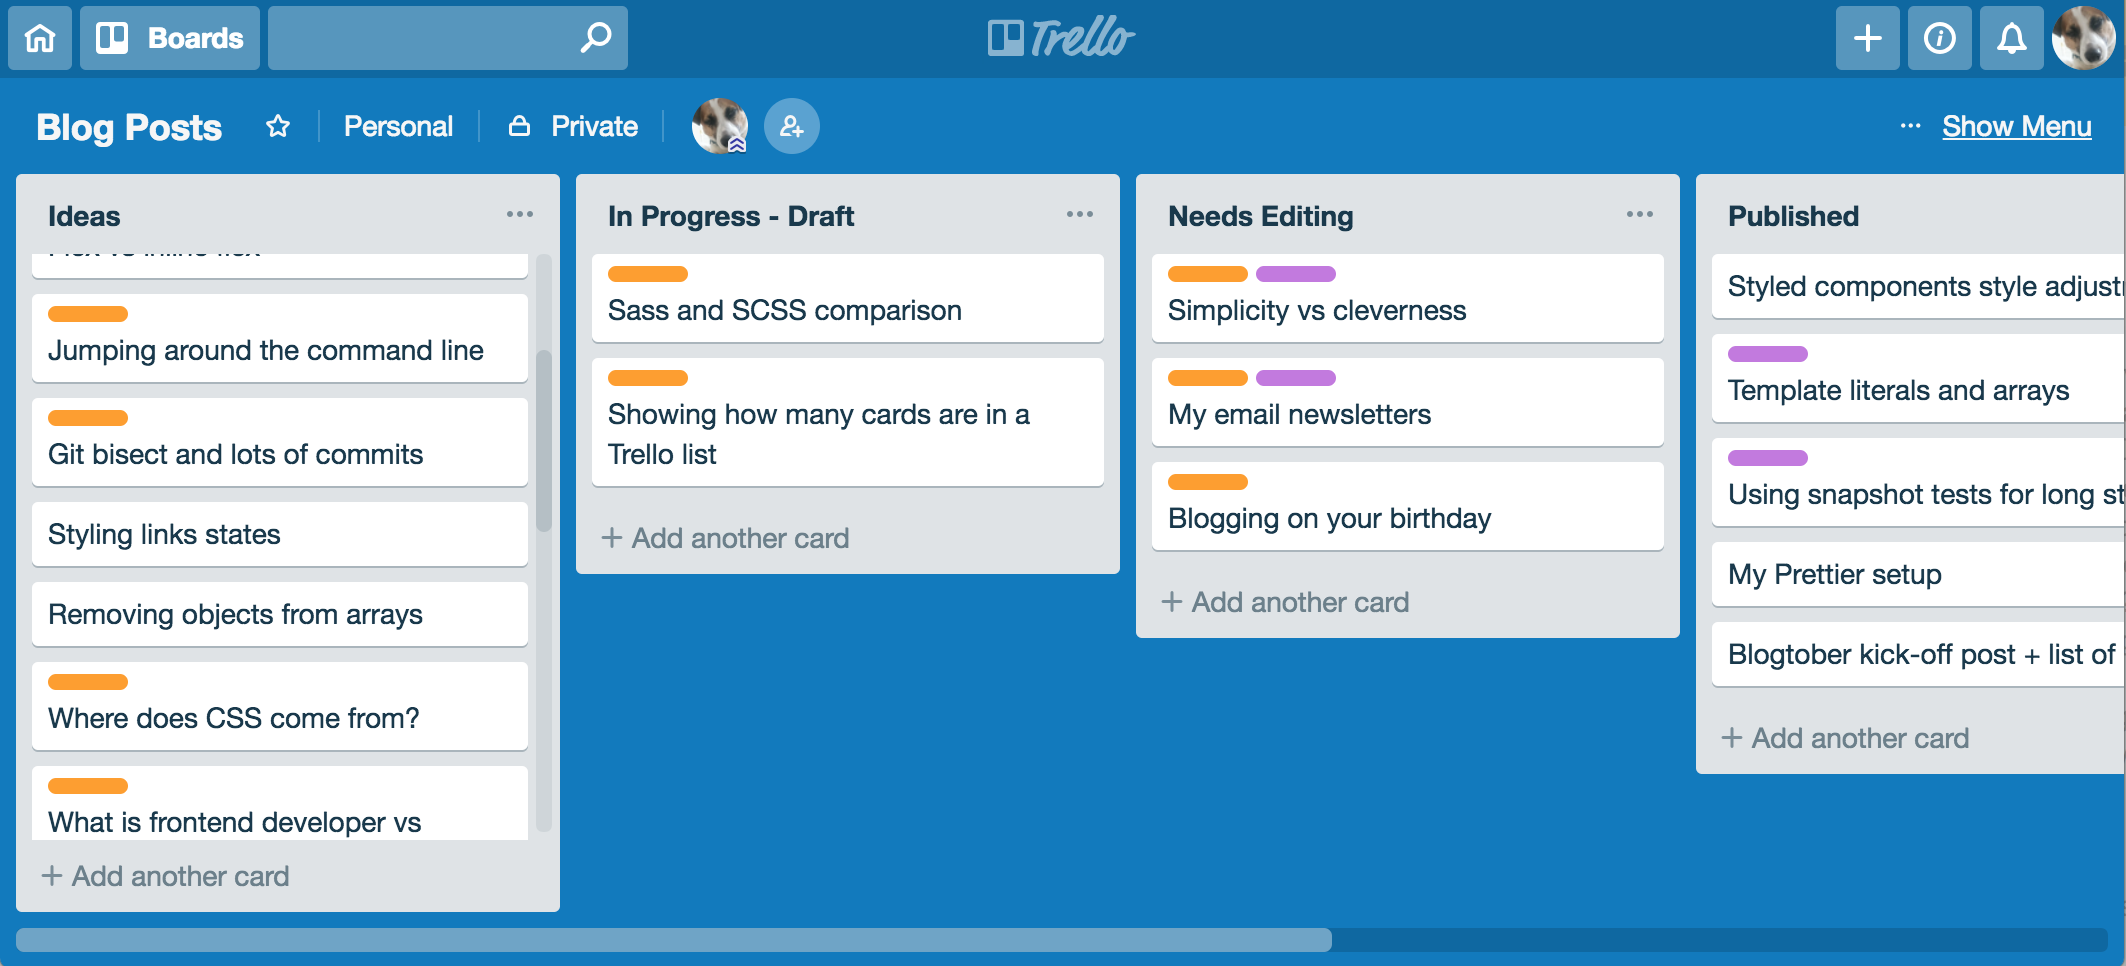 Boards
Trello
Blog Posts
Personal
Private
... Show Menu
Ideas
Flex vs inline flex
Jumping around the command line
Git bisect and lots of commits
Styling links states
Removing objects from arrays
Where does CSS come from?
What is frontend developer vs
+ Add another card
In Progress - Draft
Sass and SCSS comparison
Showing how many cards are in a
Trello list
+ Add another card
Needs Editing
Simplicity vs cleverness
My email newsletters
Blogging on your birthday
+ Add another card
Published
Styled components style
Template literals and arrays
Using snapshot tests for long
My Prettier setup
Blogtober kick-off post + list of
+ Add another card